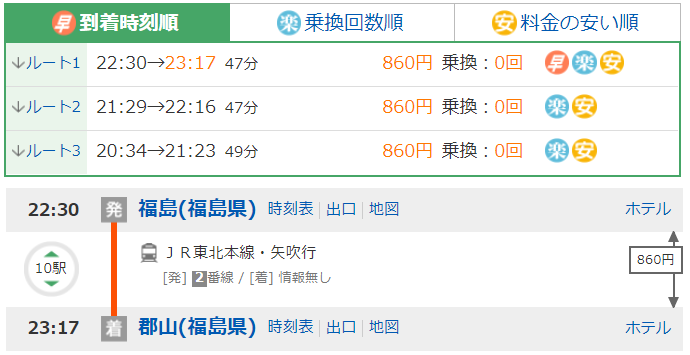 早 到着時刻順 楽 乗換回数順 安 料金の安い順
↓ルート1 22:30→23:17 47分 860円 乗換：0回 早 楽 安
↓ルート2 21:29→22:16 47分 860円 乗換：0回 楽 安
↓ルート3 20:34→21:23 49分 860円 乗換：0回 楽 安
22:30 発 福島(福島県) 時刻表 | 出口 | 地図 ホテル
ＪＲ東北本線・矢吹行
10駅 860円
[発] 2番線 / [着] 情報無し
23:17 着 郡山(福島県) 時刻表 | 出口 | 地図 ホテル